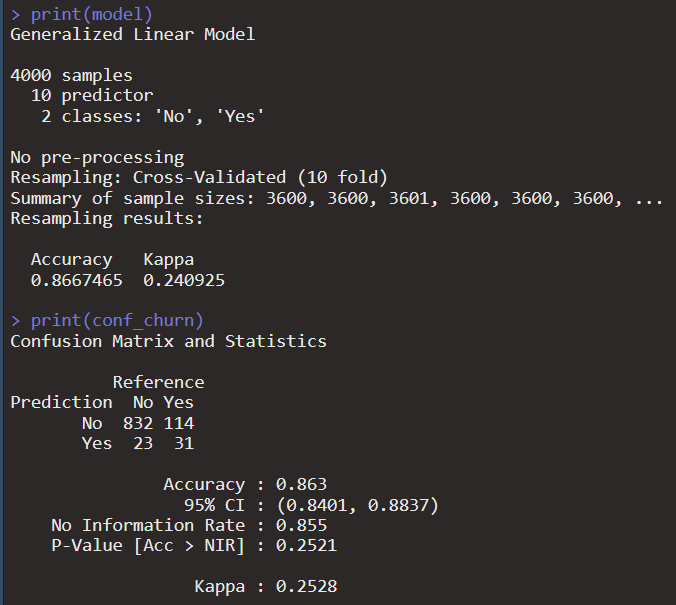 > print(model)
Generalized Linear Model

4000 samples
  10 predictor
   2 classes: 'No', 'Yes'

No pre-processing
Resampling: Cross-Validated (10 fold)
Summary of sample sizes: 3600, 3600, 3601, 3600, 3600, 3600, ...
Resampling results:

  Accuracy   Kappa
  0.8667465  0.240925

> print(conf_churn)
Confusion Matrix and Statistics

          Reference
Prediction  No Yes
       No  832 114
       Yes  23  31

               Accuracy : 0.863
                 95% CI : (0.8401, 0.8837)
    No Information Rate : 0.855
    P-Value [Acc > NIR] : 0.2521

                  Kappa : 0.2528